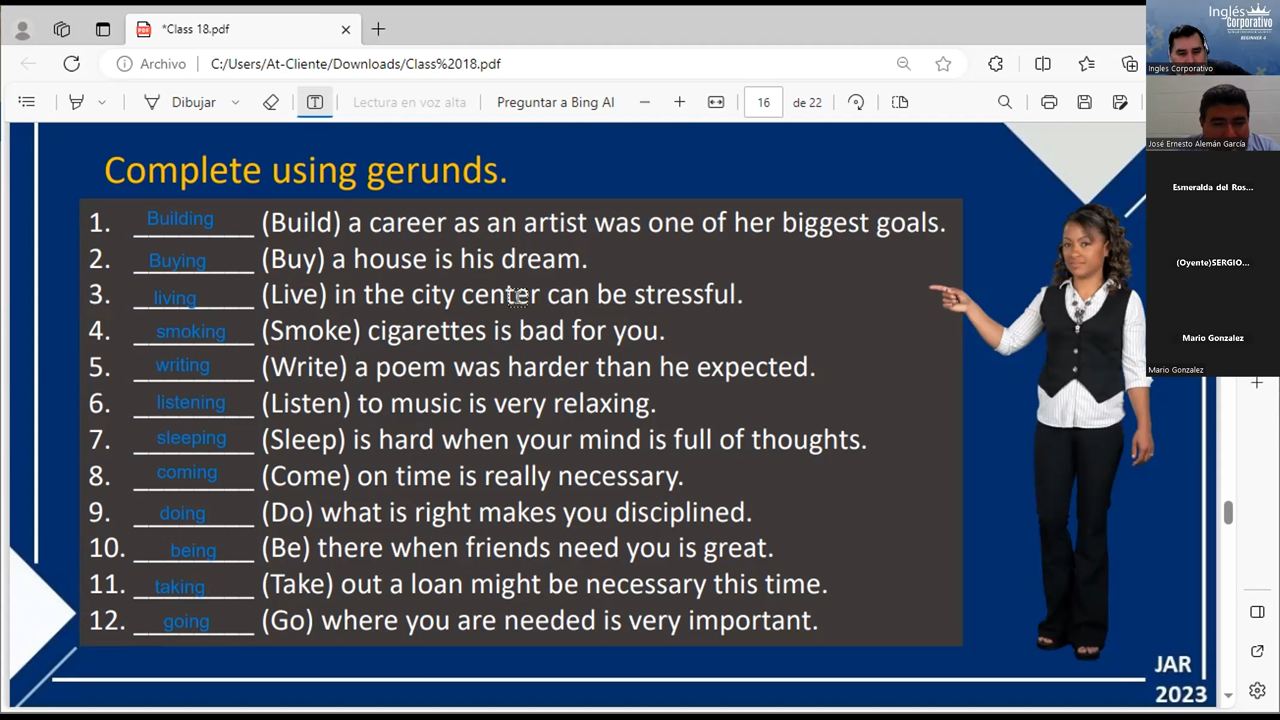 *Class 18.pdf
Archivo
C:/Users/At-Cliente/Downloads/Class%2018.pdf
Dibujar
Lectura en voz alta
Preguntar a Bing AI
16
de 22
Complete using gerunds.
1. Building (Build) a career as an artist was one of her biggest goals.
2. Buying (Buy) a house is his dream.
3. living (Live) in the city center can be stressful.
4. smoking (Smoke) cigarettes is bad for you.
5. writing (Write) a poem was harder than he expected.
6. listening (Listen) to music is very relaxing.
7. sleeping (Sleep) is hard when your mind is full of thoughts.
8. coming (Come) on time is really necessary.
9. doing (Do) what is right makes you disciplined.
10. being (Be) there when friends need you is great.
11. taking (Take) out a loan might be necessary this time.
12. going (Go) where you are needed is very important.
JAR
2023
Inglés
Corporativo
BEGINNER 4
Ingles Corporativo
José Ernesto Alemán García
Esmeralda del Ros...
(Oyente)SERGIO...
Mario Gonzalez
Mario Gonzalez